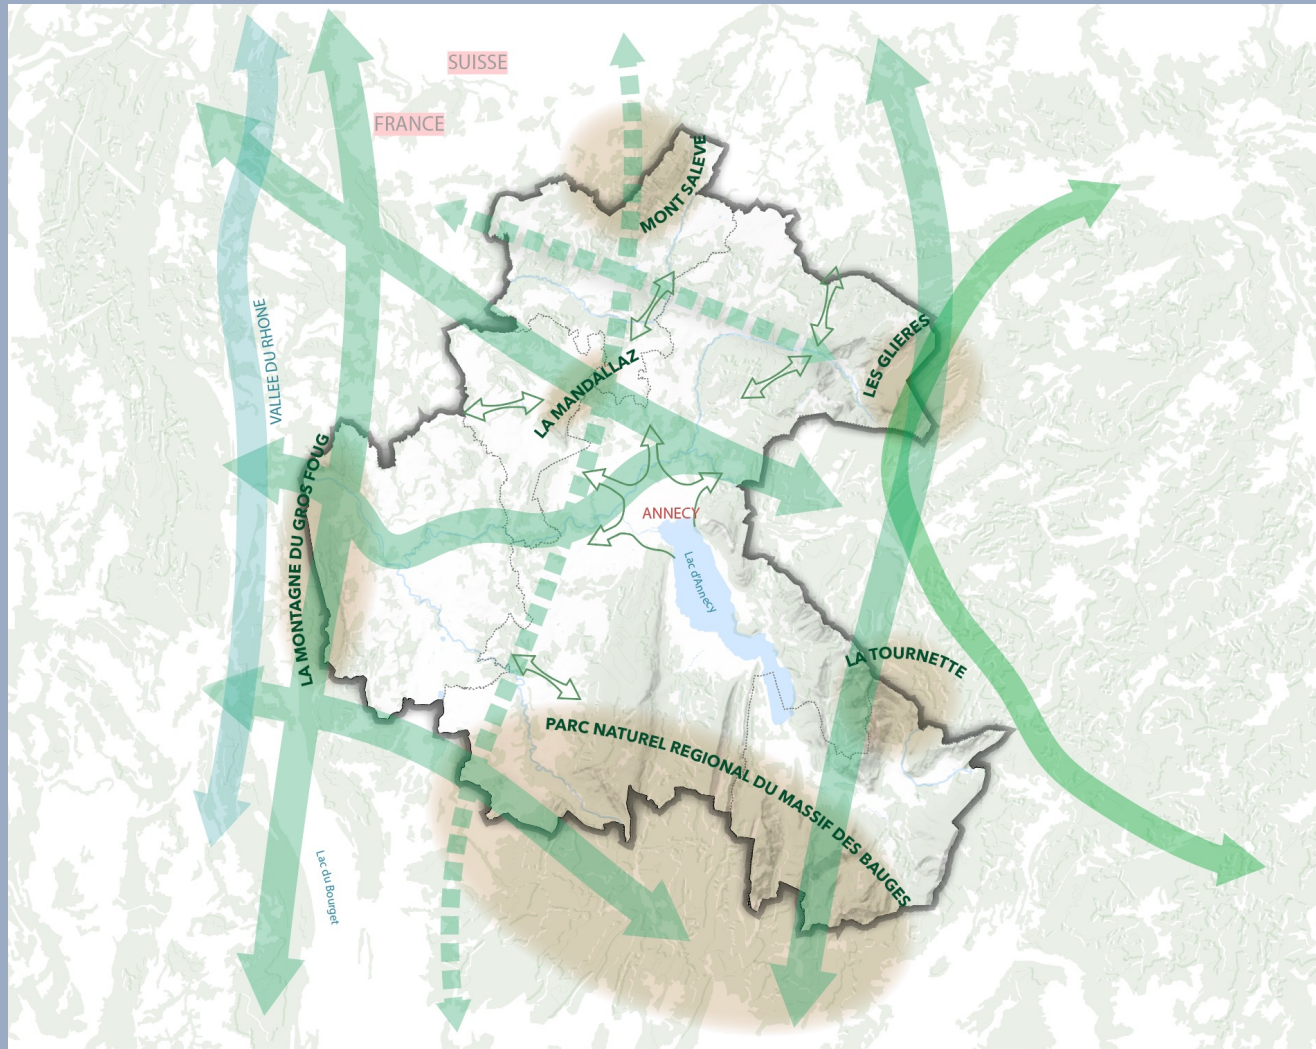 SUISSE
FRANCE
MONT SALEVE
VALLEE DU RHONE
LES GLIERES
LA MANDALLAZ
LA MONTAGNE DU GROS FOUG
ANNECY
Lac d'Annecy
LA TOURNETTE
PARC NATUREL REGIONAL DU MASSIF DES BAUGES
Lac du Bourget